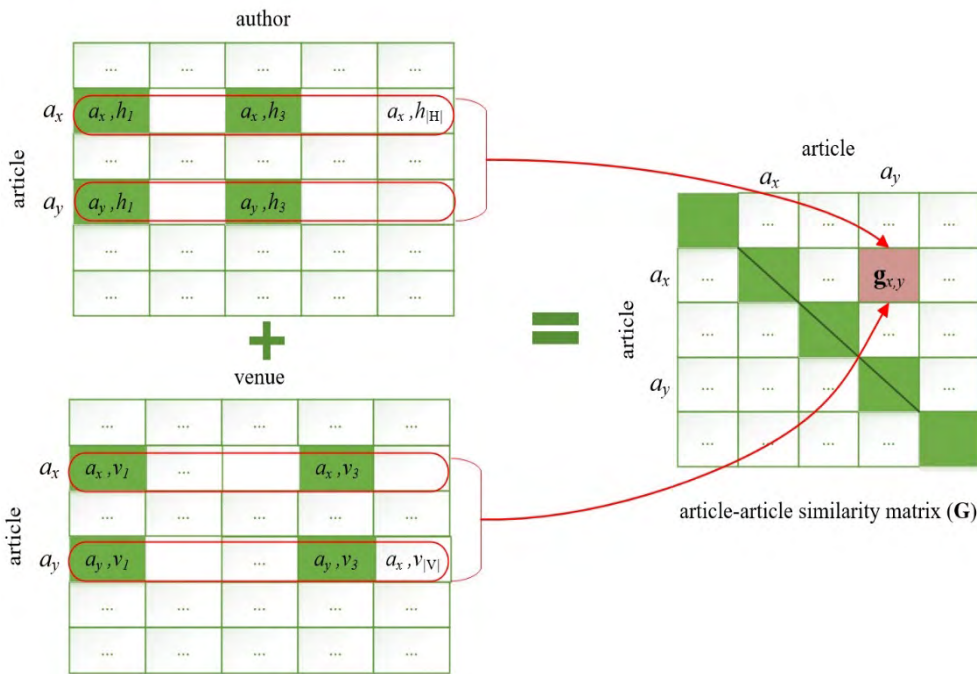 author
... ... ... ... ...
a_x a_x ,h_1 a_x ,h_3 a_x ,h_|H|
... ... ... ... ...
a_y a_y ,h_1 a_y ,h_3
... ... ... ... ...
... ... ... ... ...
article
+
venue
... ... ... ... ...
a_x a_x ,v_1 ... a_x ,v_3
... ... ... ... ...
a_y a_y ,v_1 a_y ,v_3 a_x ,v_|V|
... ... ... ... ...
... ... ... ... ...
article
=
article
a_x a_y
... ... ... ...
a_x ... ... g_x,y ...
... ... ... ...
a_y ... ... ... ...
... ... ... ...
article
article-article similarity matrix (G)